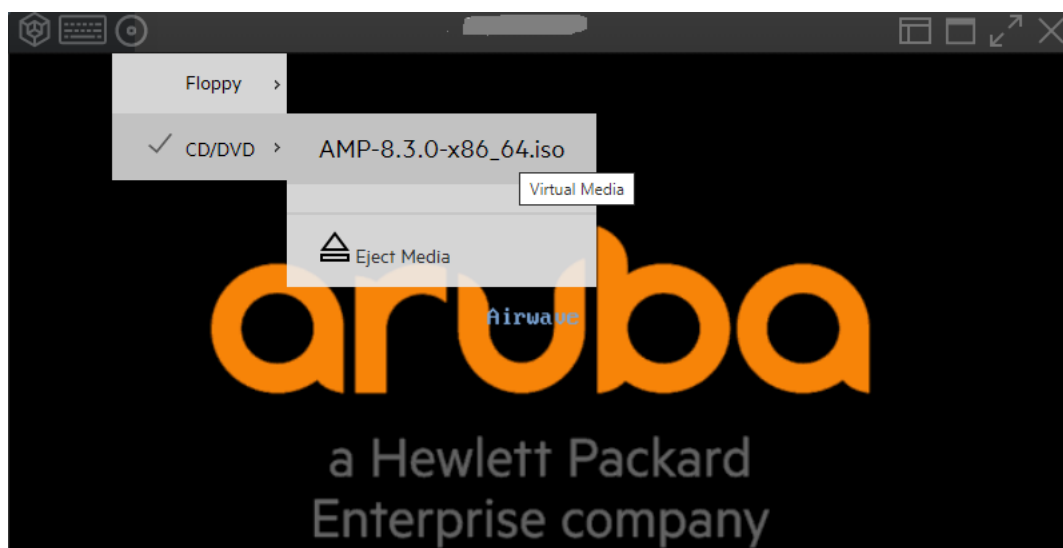 Floppy
CD/DVD
AMP-8.3.0-x86_64.iso
Virtual Media
Eject Media
aruba
Airwave
a Hewlett Packard
Enterprise company